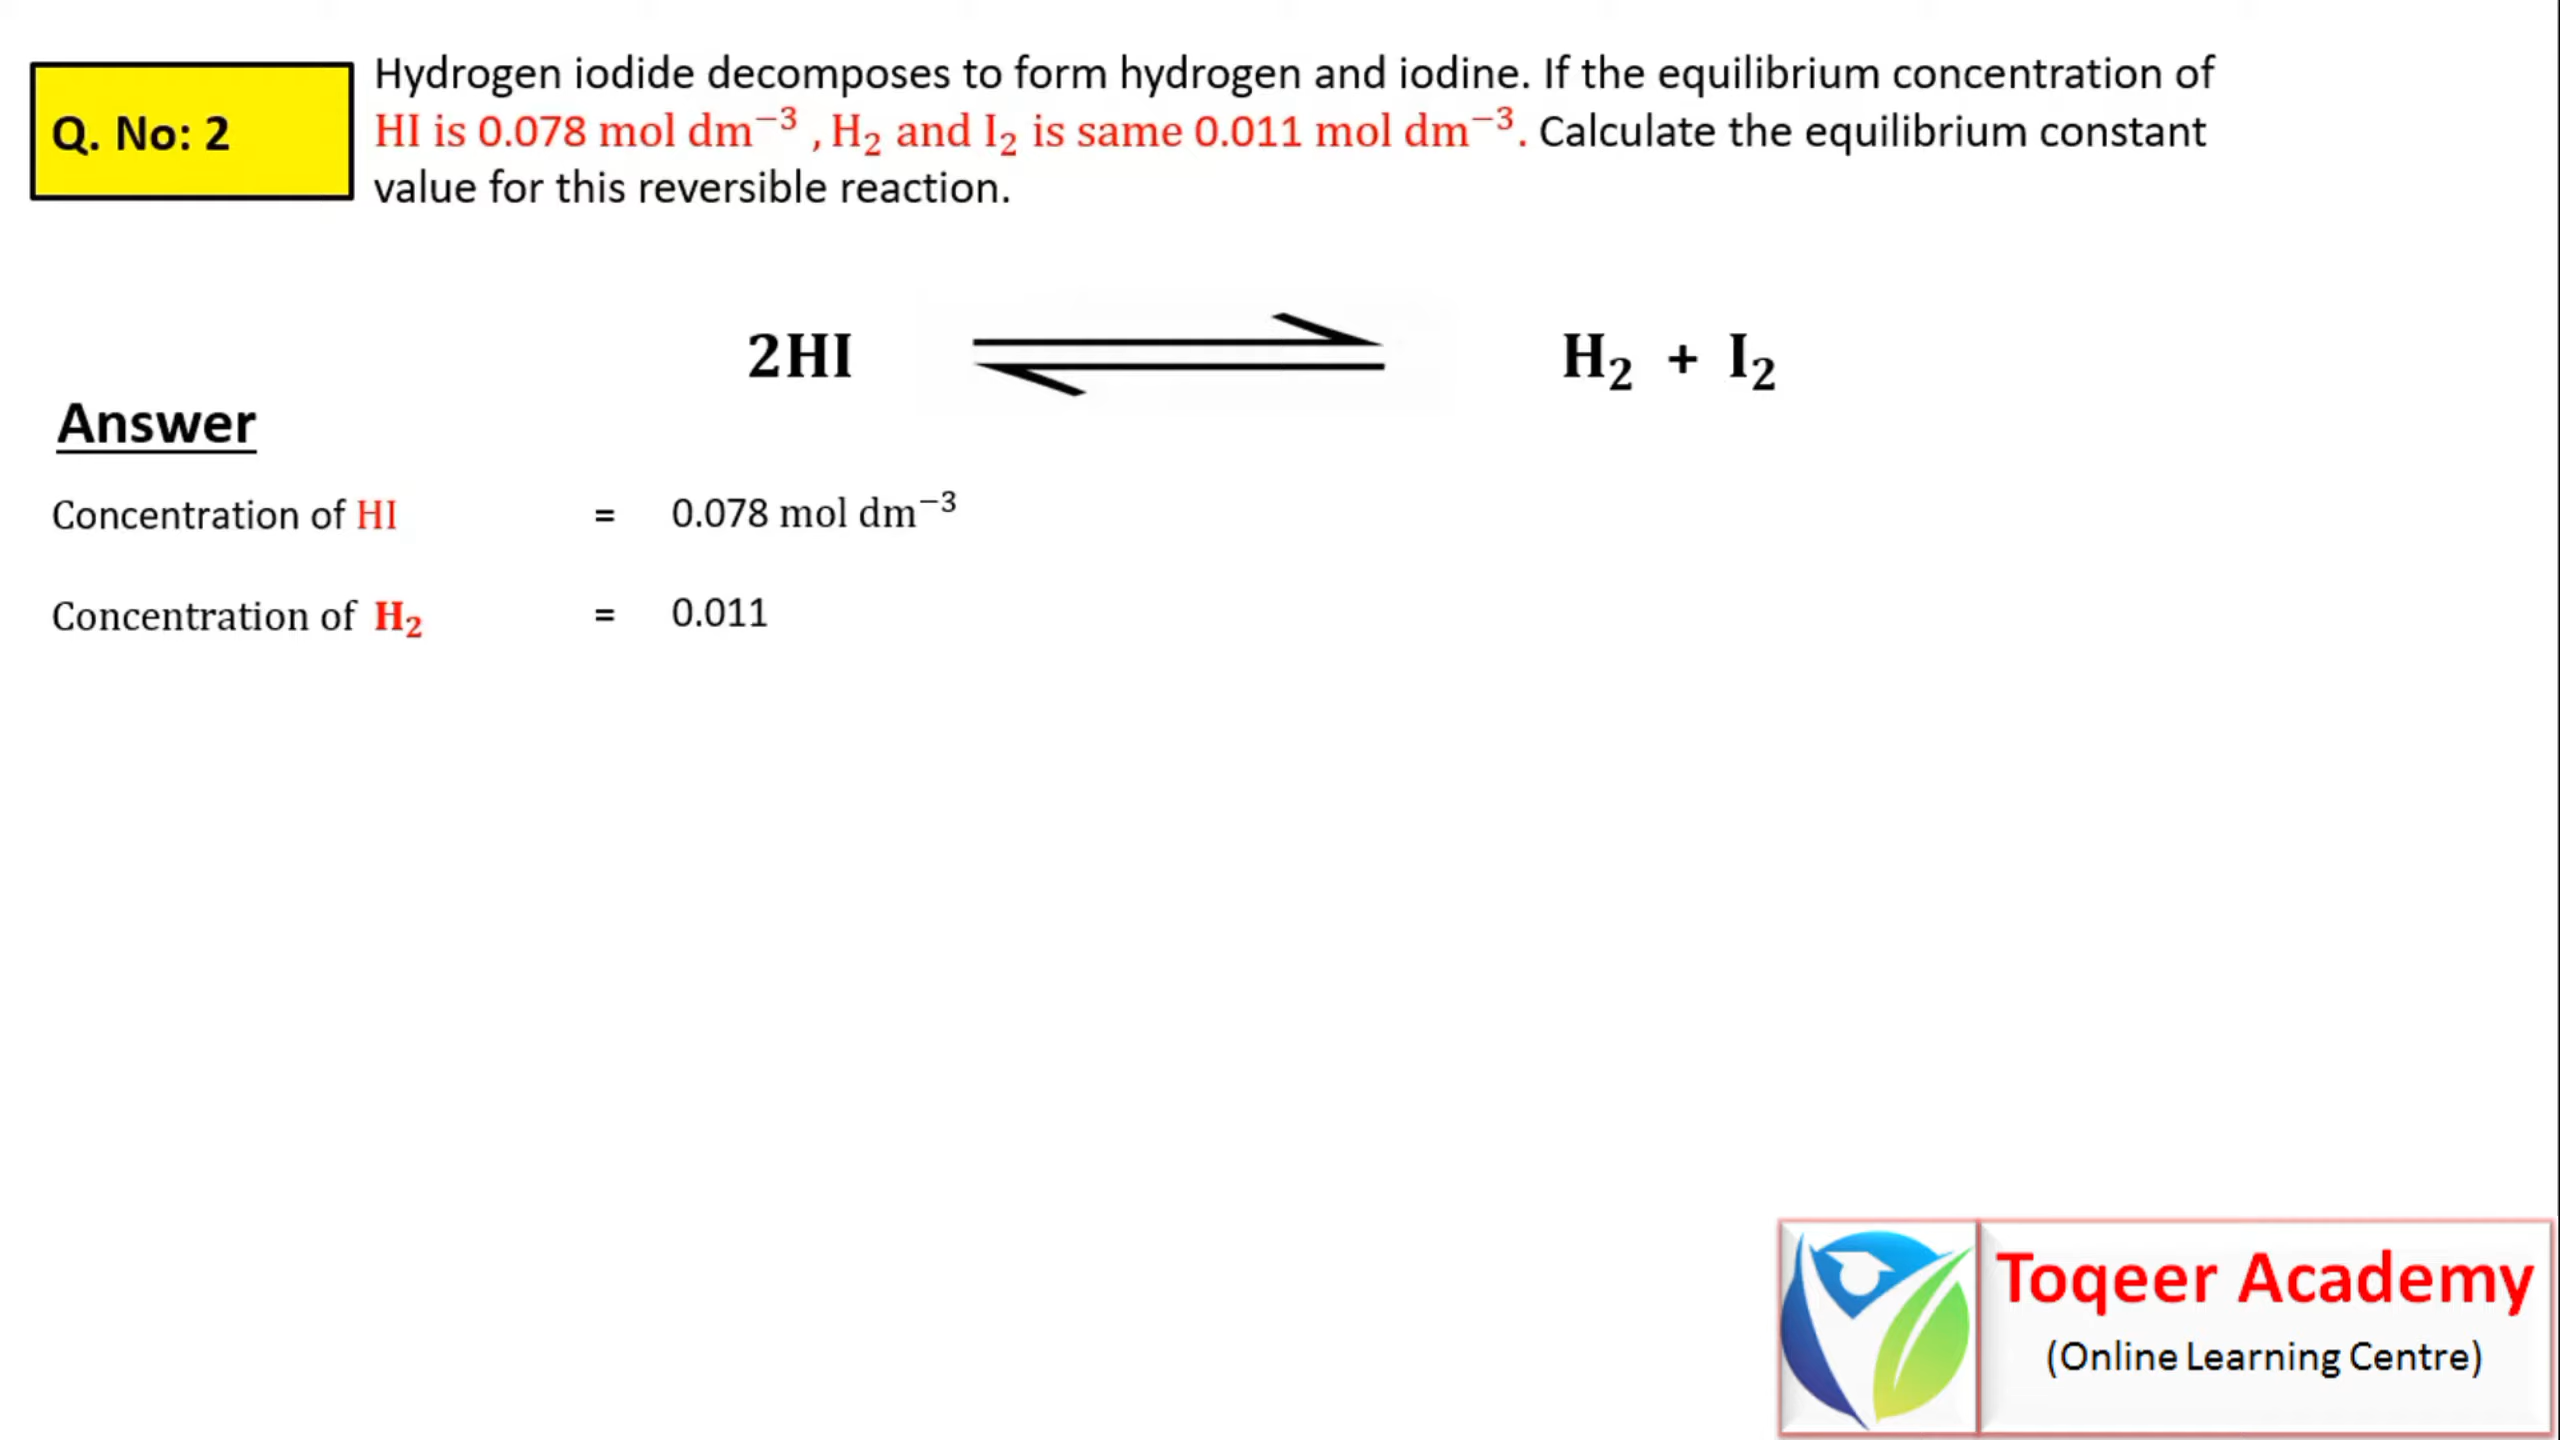 Q. No: 2
Hydrogen iodide decomposes to form hydrogen and iodine. If the equilibrium concentration of
HI is 0.078 mol dm⁻³ , H₂ and I₂ is same 0.011 mol dm⁻³. Calculate the equilibrium constant
value for this reversible reaction.
2HI ⇌ H₂ + I₂
Answer
Concentration of HI = 0.078 mol dm⁻³
Concentration of H₂ = 0.011
Toqeer Academy
(Online Learning Centre)